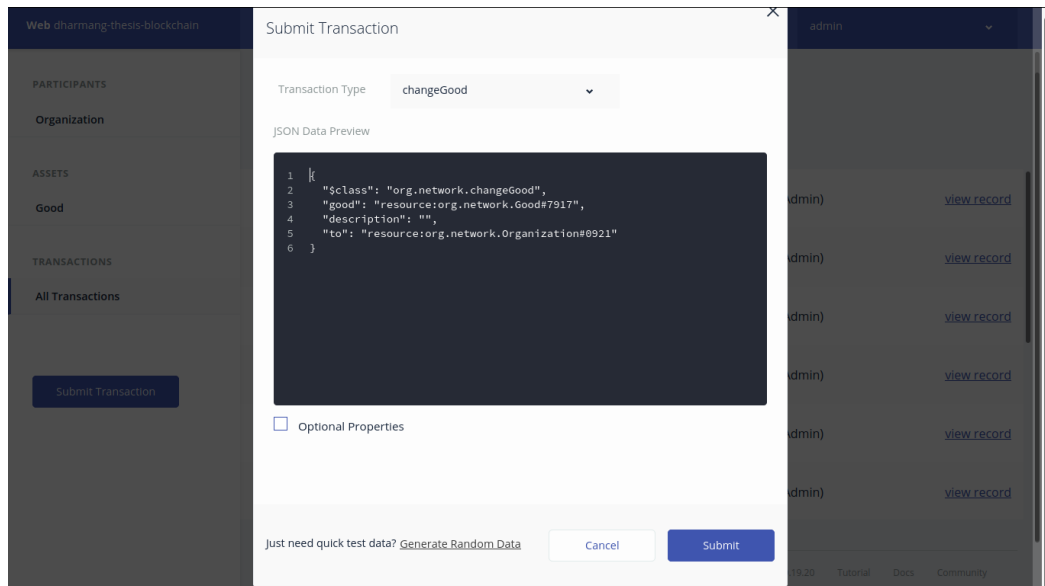 Web dharmang-thesis-blockchain
admin
PARTICIPANTS
Organization
ASSETS
Good
TRANSACTIONS
All Transactions
Submit Transaction
Submit Transaction
Transaction Type
changeGood
JSON Data Preview
1 {
2 "$class": "org.network.changeGood",
3 "good": "resource:org.network.Good#7917",
4 "description": "",
5 "to": "resource:org.network.Organization#0921"
6 }
Optional Properties
Just need quick test data? Generate Random Data
Cancel
Submit
dmin)
view record
dmin)
view record
dmin)
view record
dmin)
view record
dmin)
view record
dmin)
view record
.19.20 Tutorial Docs Community